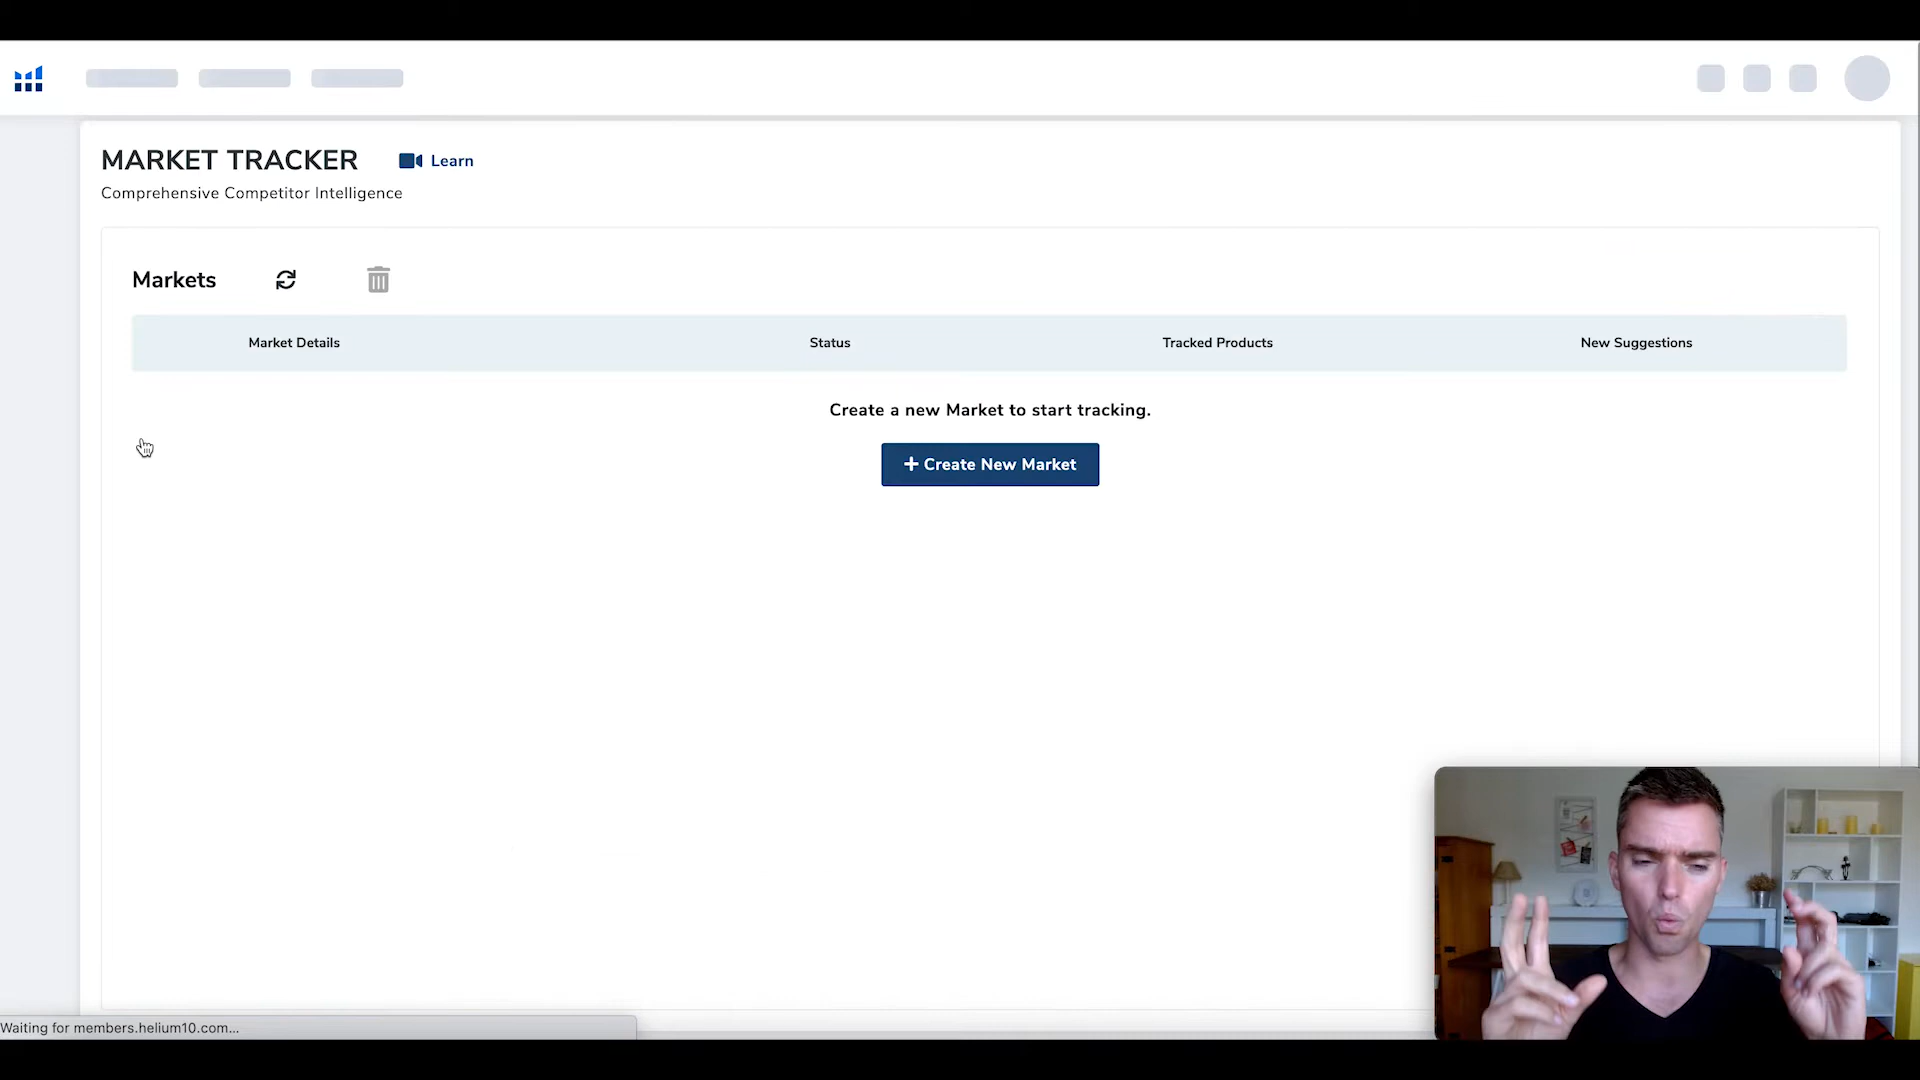 MARKET TRACKER
Learn
Comprehensive Competitor Intelligence
Markets
Market Details Status Tracked Products New Suggestions
Create a new Market to start tracking.
+ Create New Market
Waiting for members.helium10.com...